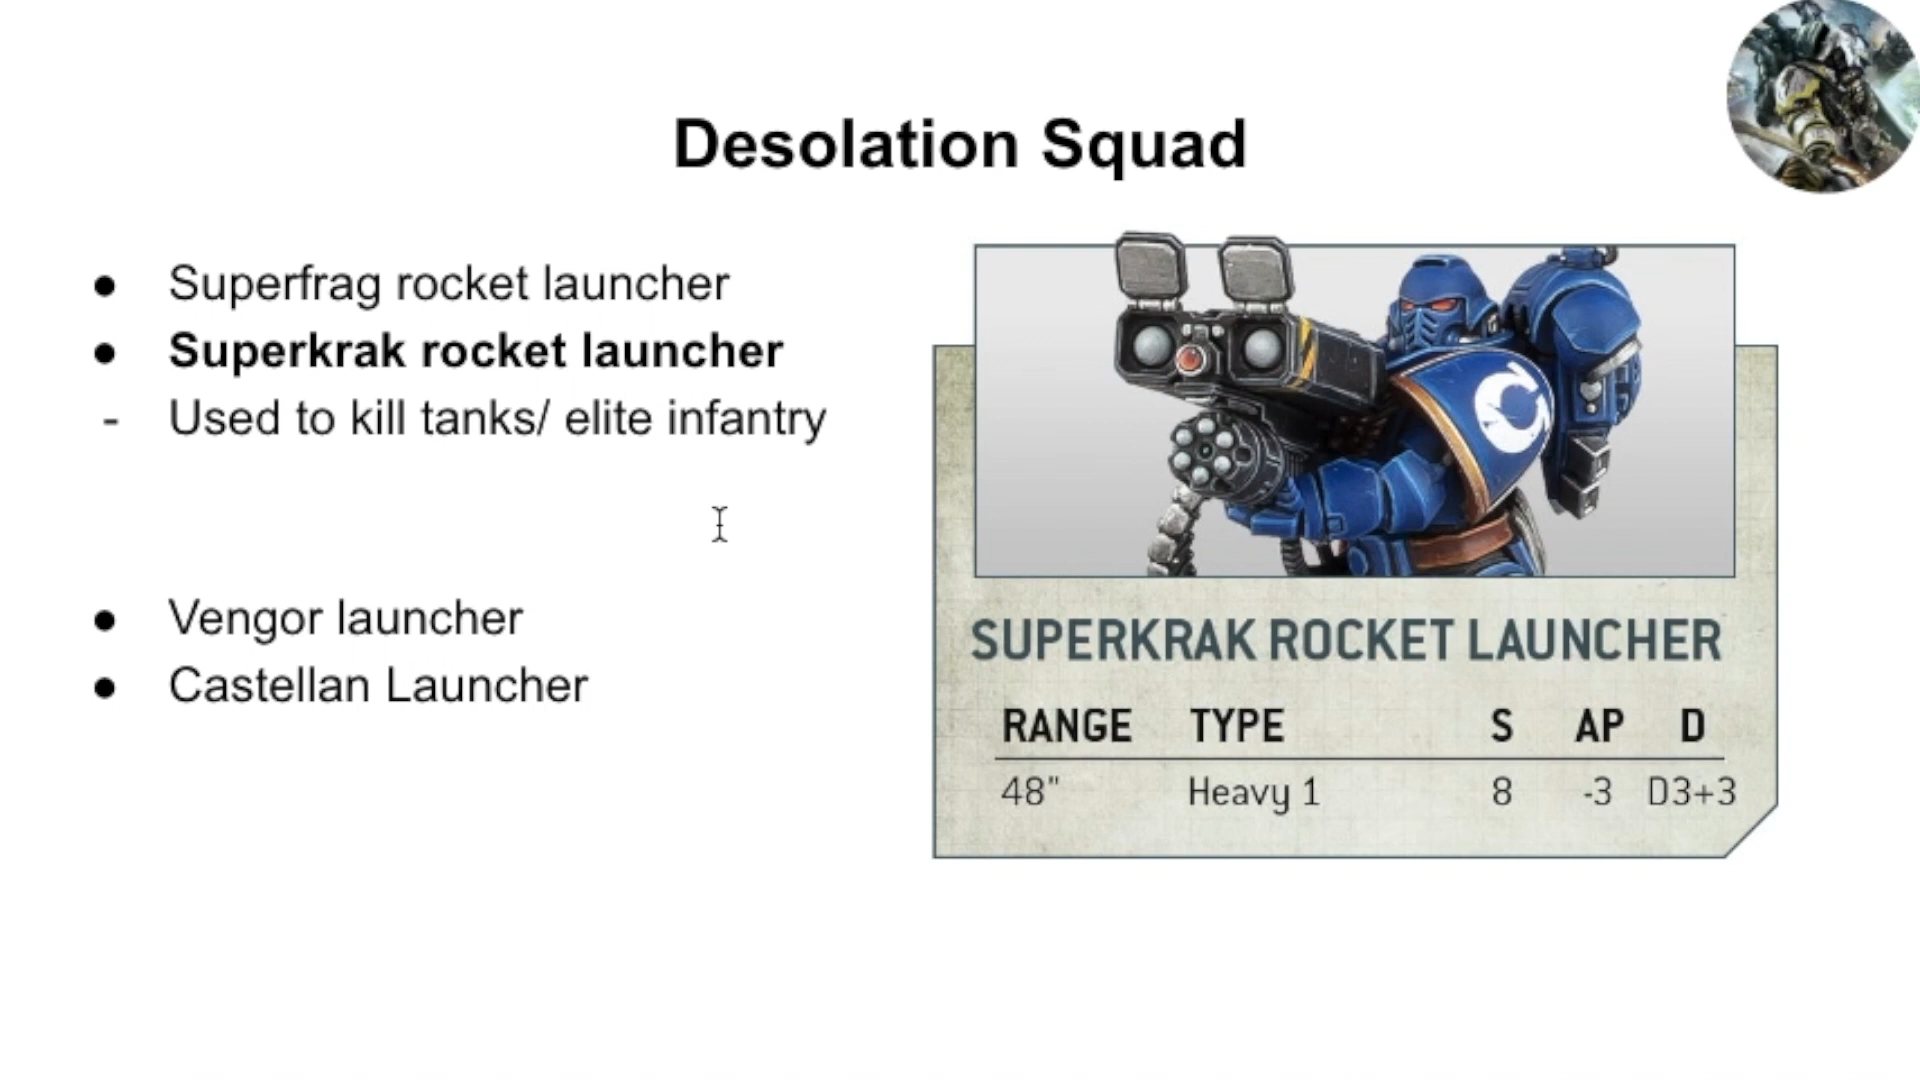 Desolation Squad
● Superfrag rocket launcher
● Superkrak rocket launcher
- Used to kill tanks/ elite infantry
● Vengor launcher
● Castellan Launcher
SUPERKRAK ROCKET LAUNCHER
RANGE TYPE S AP D
48" Heavy 1 8 -3 D3+3